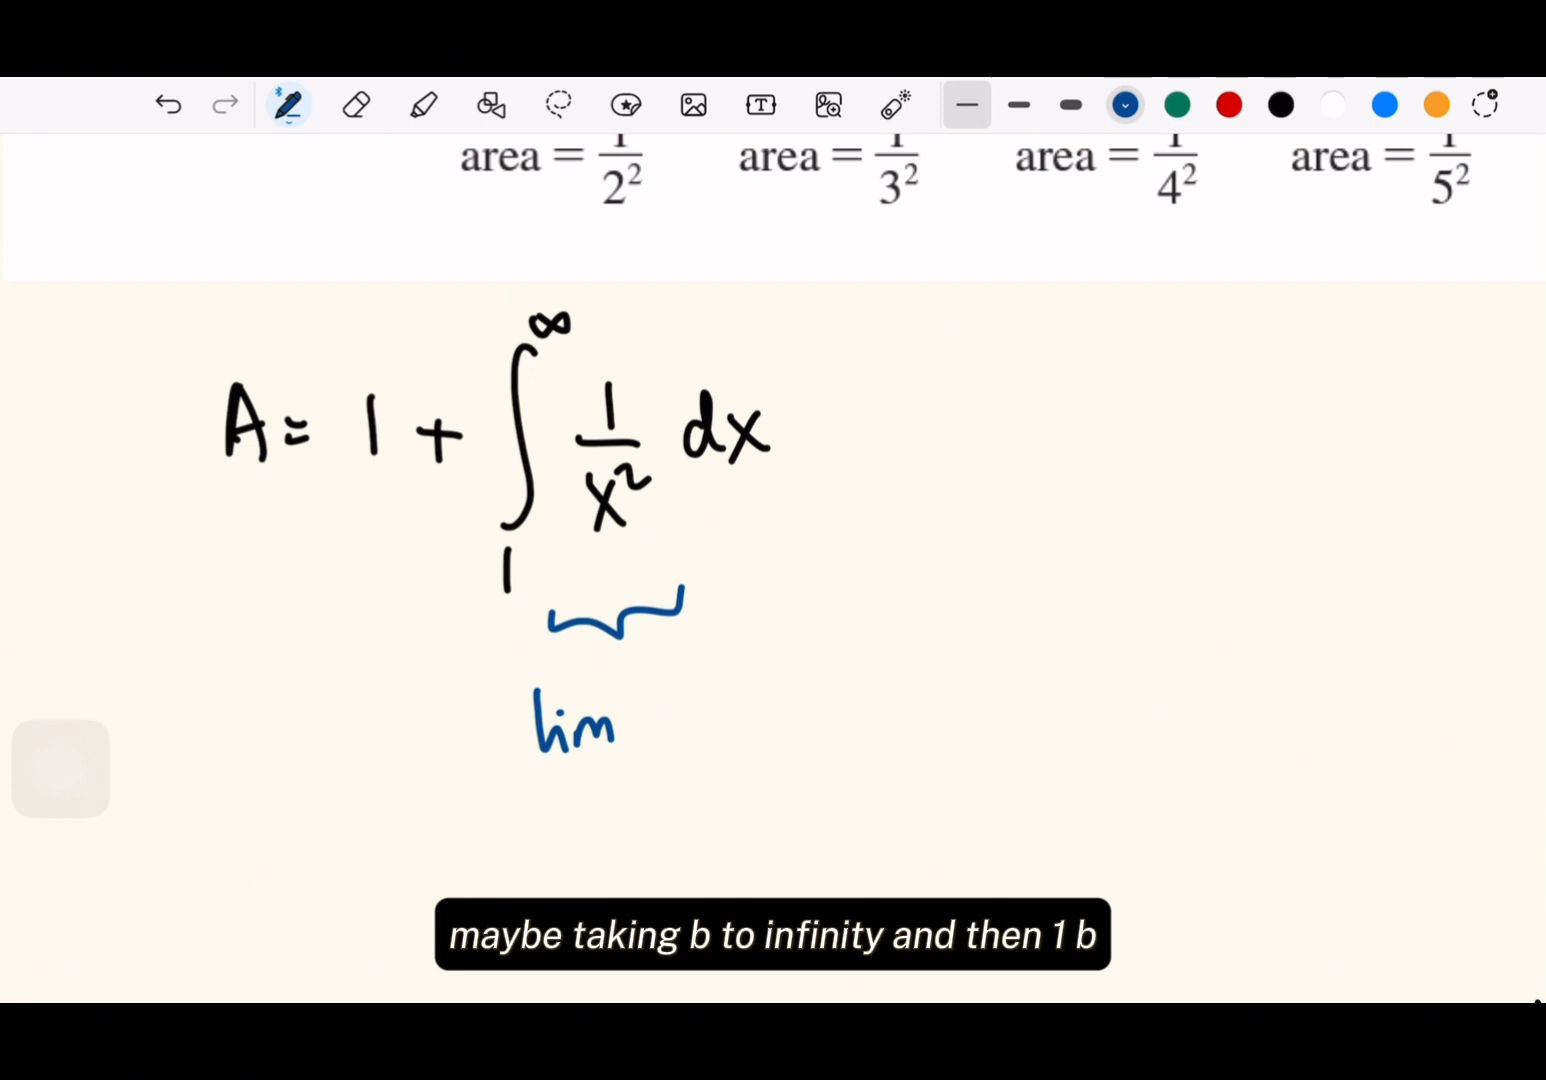 area = 1/2² area = 1/3² area = 1/4² area = 1/5²
A = 1 + ∫₁^∞ 1/x² dx
lim
maybe taking b to infinity and then 1 b